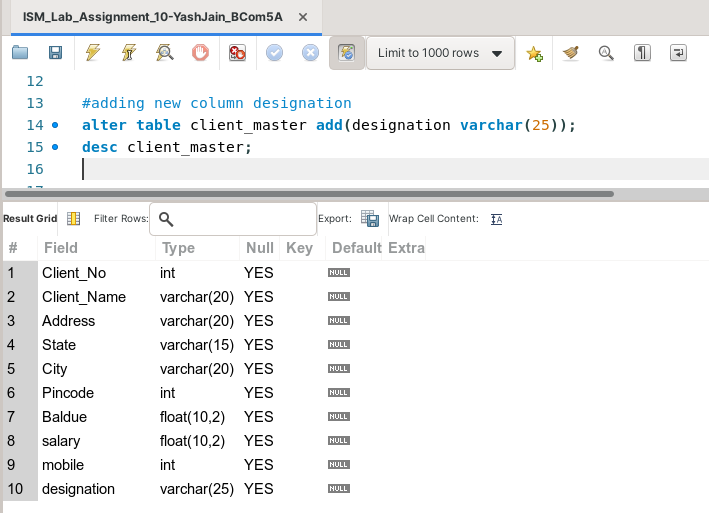 ISM_Lab_Assignment_10-YashJain_BCom5A ×
Limit to 1000 rows
12
13 #adding new column designation
14 alter table client_master add(designation varchar(25));
15 desc client_master;
16
Result Grid Filter Rows: Export: Wrap Cell Content:
# Field Type Null Key Default Extra
1 Client_No int YES NULL
2 Client_Name varchar(20) YES NULL
3 Address varchar(20) YES NULL
4 State varchar(15) YES NULL
5 City varchar(20) YES NULL
6 Pincode int YES NULL
7 Baldue float(10,2) YES NULL
8 salary float(10,2) YES NULL
9 mobile int YES NULL
10 designation varchar(25) YES NULL